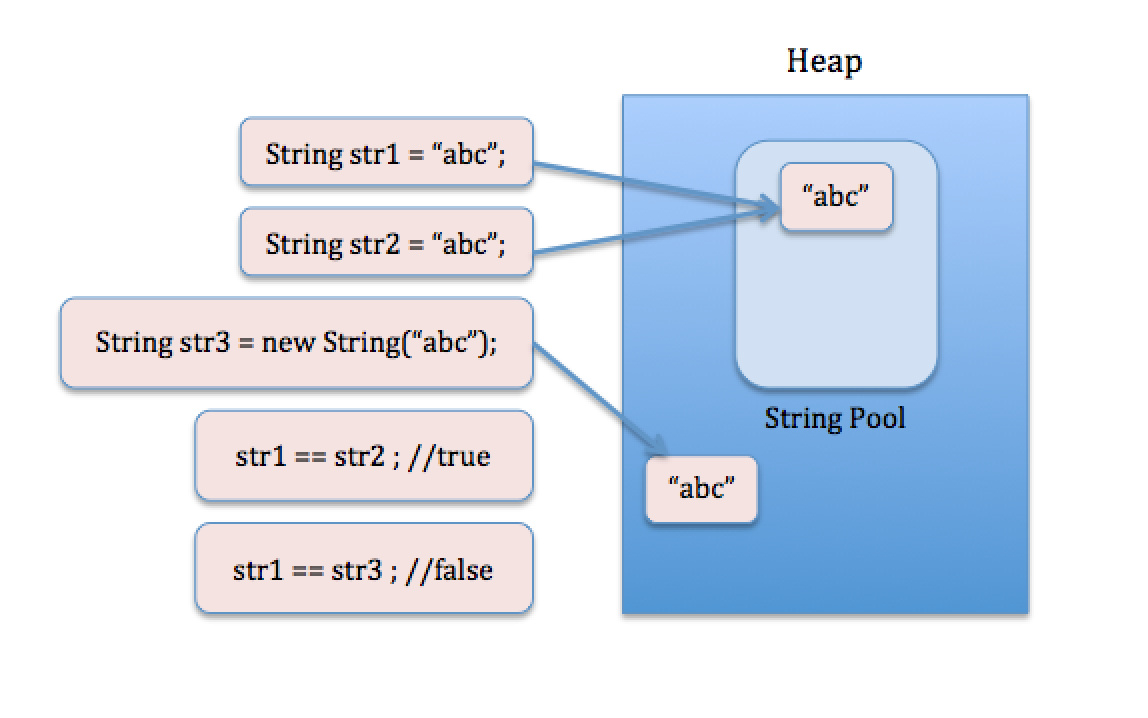 Heap
String str1 = “abc”;
“abc”
String str2 = “abc”;
String str3 = new String(“abc”);
String Pool
str1 == str2 ; //true
“abc”
str1 == str3 ; //false